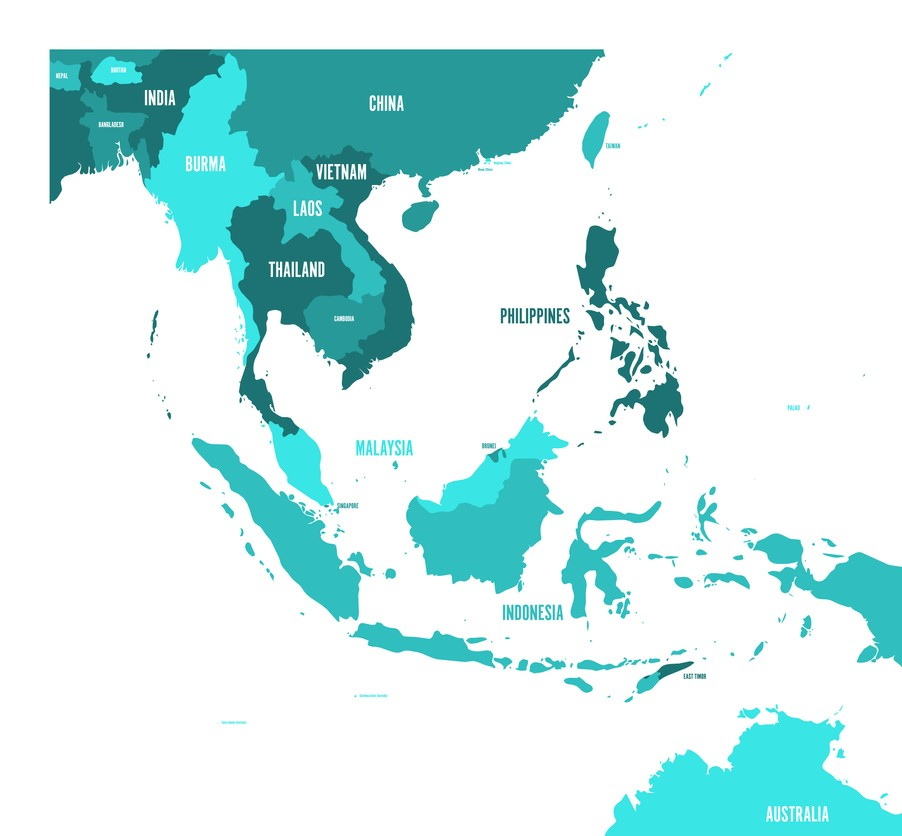 NEPAL
BHUTAN
INDIA
CHINA
BANGLADESH
TAIWAN
BURMA
VIETNAM
LAOS
THAILAND
PHILIPPINES
CAMBODIA
PALAU
MALAYSIA
BRUNEI
SINGAPORE
INDONESIA
EAST TIMOR
AUSTRALIA